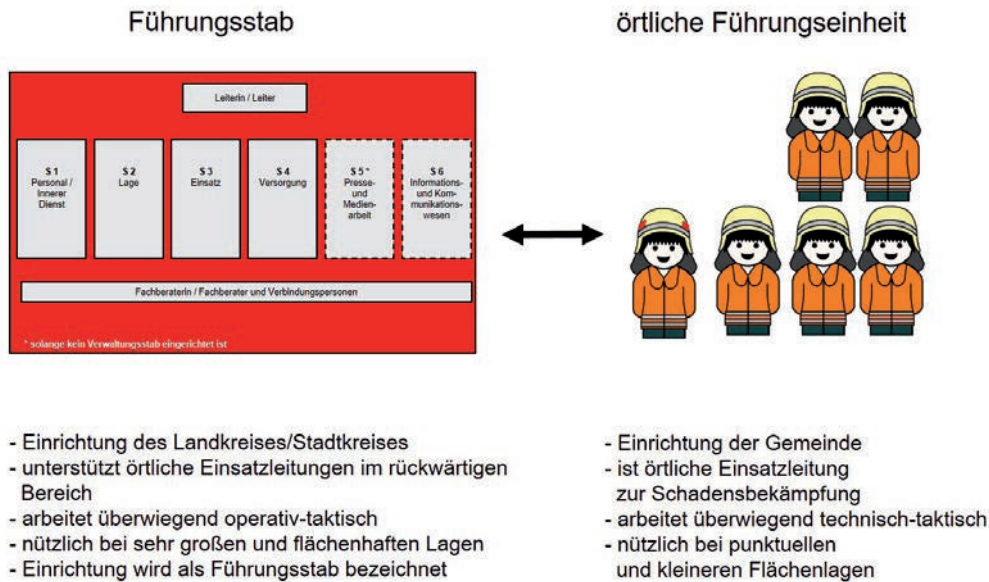 Führungsstab
Leiterin / Leiter
S 1
Personal /
Innerer
Dienst
S 2
Lage
S 3
Einsatz
S 4
Versorgung
S 5 *
Presse-
und
Medien-
arbeit
S 6
Informations-
und Kom-
munikations-
wesen
Fachberaterin / Fachberater und Verbindungspersonen
* solange kein Verwaltungsstab eingerichtet ist
- Einrichtung des Landkreises/Stadtkreises
- unterstützt örtliche Einsatzleitungen im rückwärtigen
Bereich
- arbeitet überwiegend operativ-taktisch
- nützlich bei sehr großen und flächenhaften Lagen
- Einrichtung wird als Führungsstab bezeichnet
örtliche Führungseinheit
- Einrichtung der Gemeinde
- ist örtliche Einsatzleitung
zur Schadensbekämpfung
- arbeitet überwiegend technisch-taktisch
- nützlich bei punktuellen
und kleineren Flächenlagen